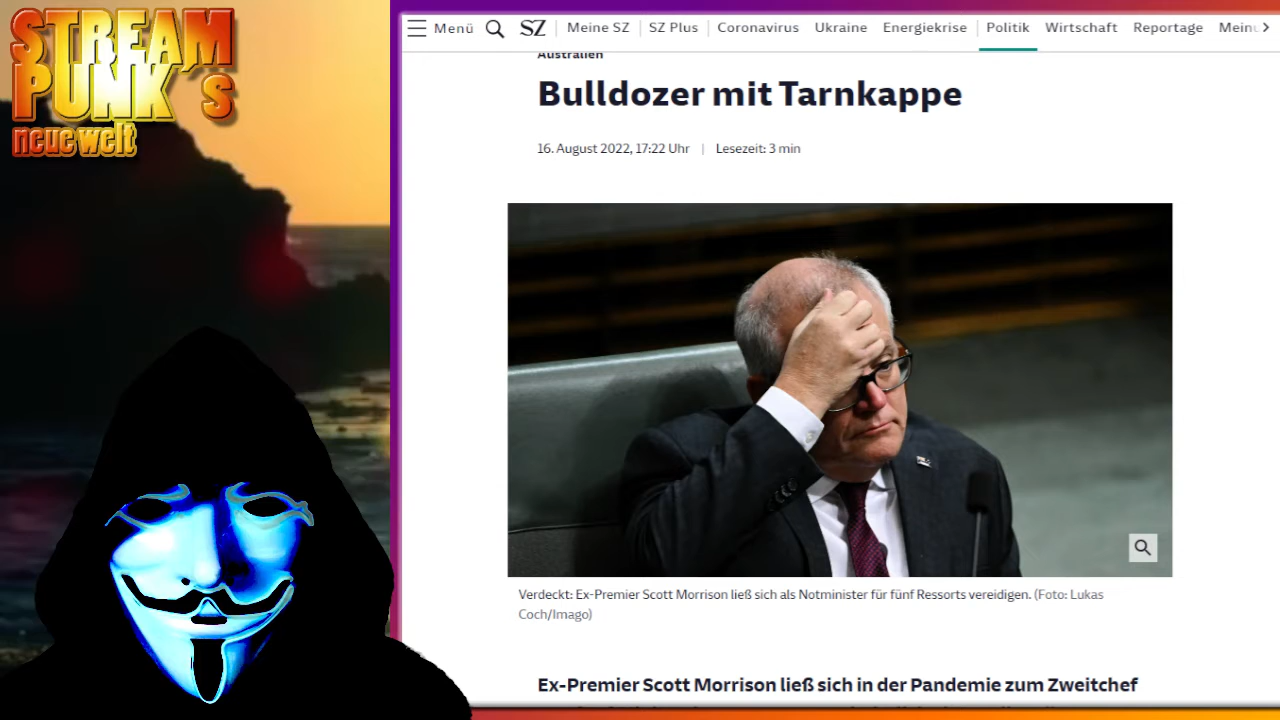 STREAM
PUNK´s
neue welt
Menü SZ Meine SZ SZ Plus Coronavirus Ukraine Energiekrise Politik Wirtschaft Reportage
Australien
Bulldozer mit Tarnkappe
16. August 2022, 17:22 Uhr | Lesezeit: 3 min
Verdeckt: Ex-Premier Scott Morrison ließ sich als Notminister für fünf Ressorts vereidigen. (Foto: Lukas
Coch/Imago)
Ex-Premier Scott Morrison ließ sich in der Pandemie zum Zweitchef